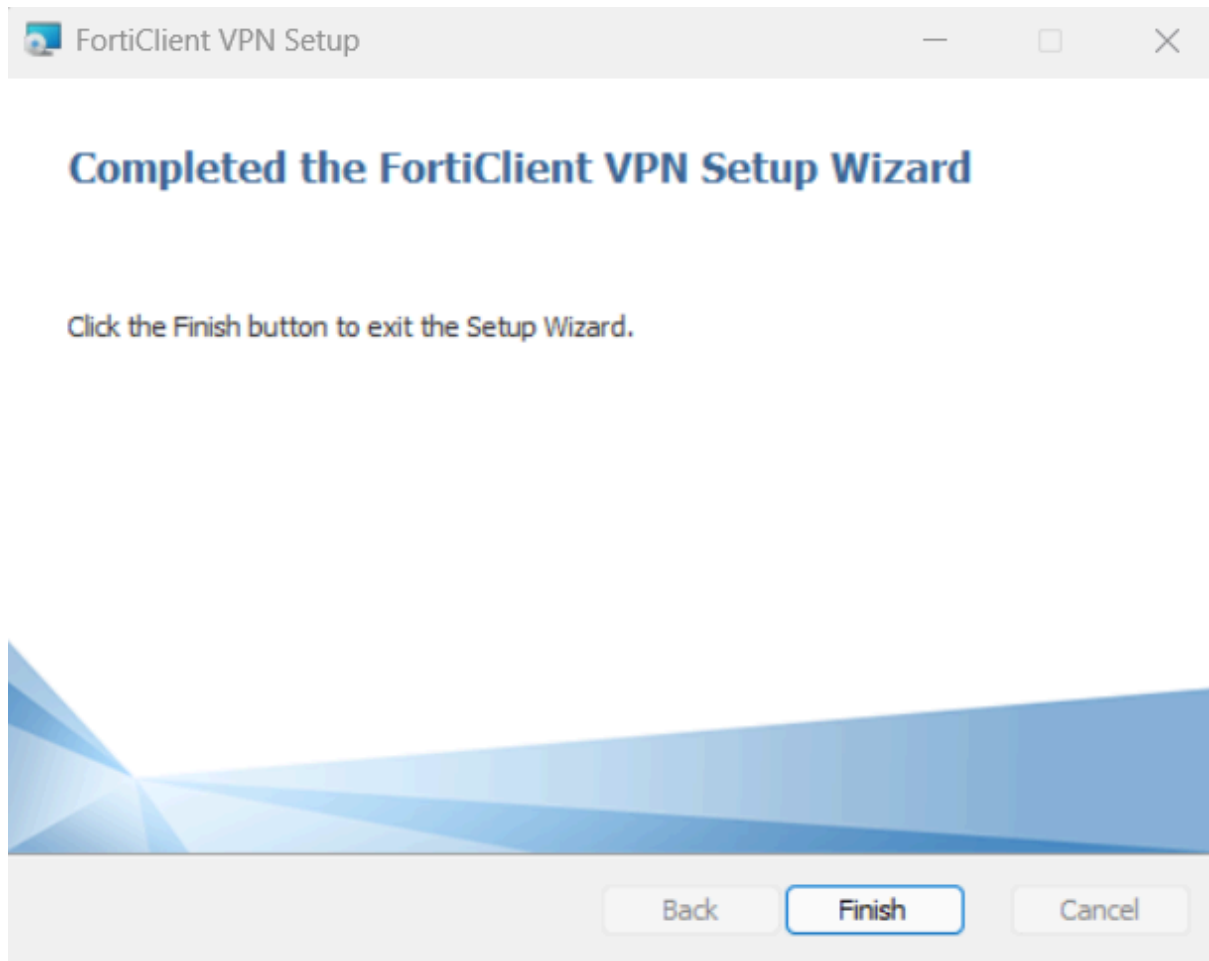 FortiClient VPN Setup
Completed the FortiClient VPN Setup Wizard
Click the Finish button to exit the Setup Wizard.
Back Finish Cancel